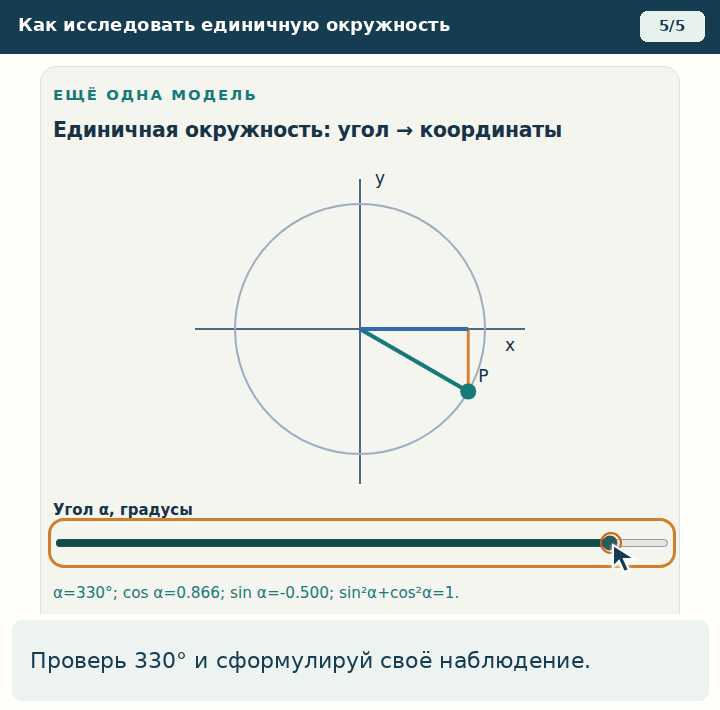 Как исследовать единичную окружность
5/5
ЕЩЁ ОДНА МОДЕЛЬ
Единичная окружность: угол → координаты
y
x
P
Угол α, градусы
α=330°; cos α=0.866; sin α=-0.500; sin²α+cos²α=1.
Проверь 330° и сформулируй своё наблюдение.